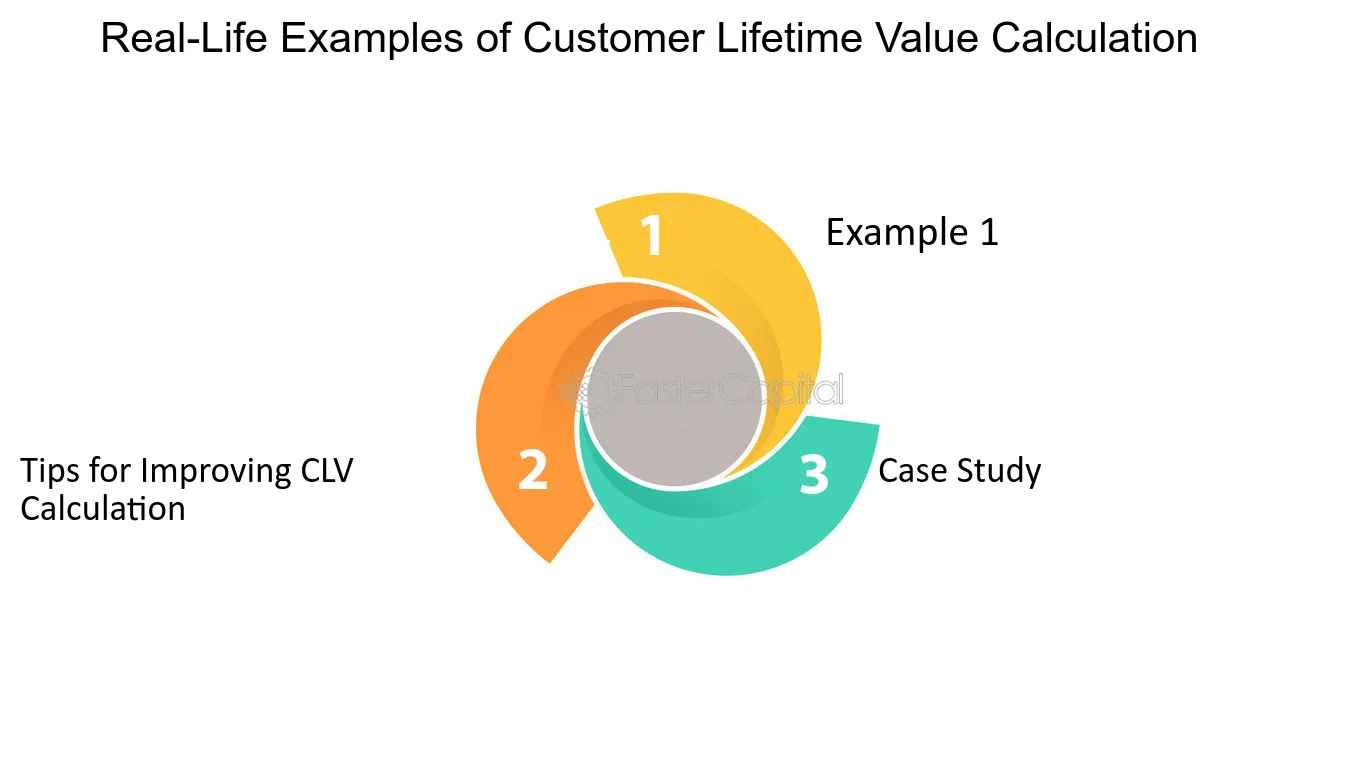 Real-Life Examples of Customer Lifetime Value Calculation
1
Example 1
FasterCapital
2
Tips for Improving CLV
Calculation
3
Case Study